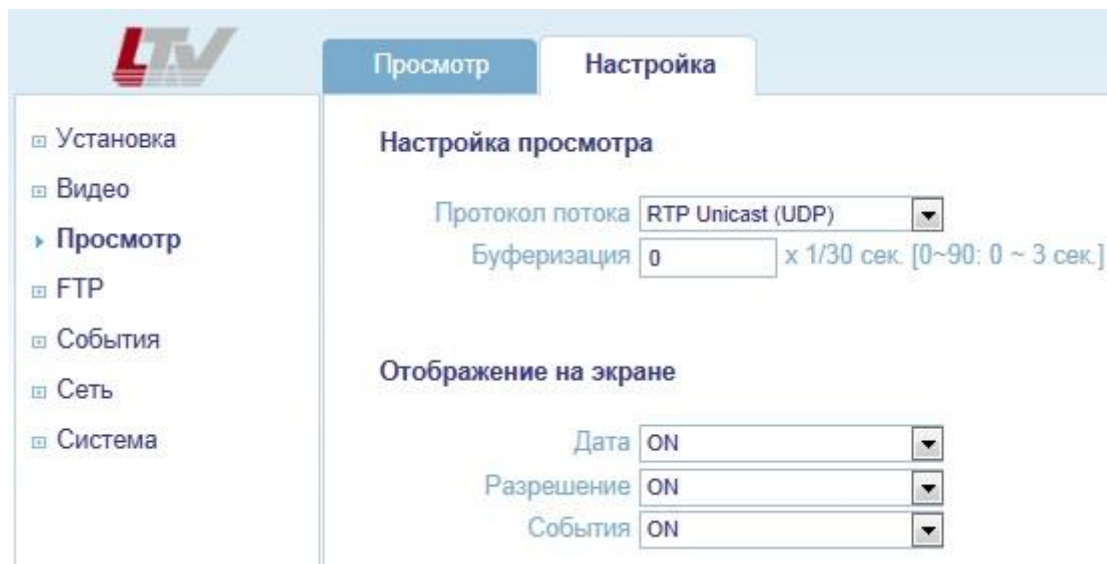 LTV
Просмотр
Настройка
Установка
Видео
Просмотр
FTP
События
Сеть
Система
Настройка просмотра
Протокол потока RTP Unicast (UDP)
Буферизация 0 x 1/30 сек. [0~90: 0 ~ 3 сек.]
Отображение на экране
Дата ON
Разрешение ON
События ON